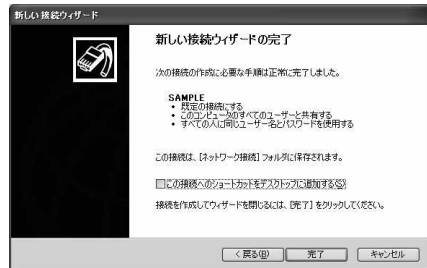 新しい接続ウィザード
新しい接続ウィザードの完了
次の接続の作成に必要な手順は正常に完了しました。
SAMPLE
• 既定の接続にする
• このコンピュータのすべてのユーザーと共有する
• すべての人に同じユーザー名とパスワードを使用する
この接続は、[ネットワーク接続] フォルダに保存されます。
この接続へのショートカットをデスクトップに追加する(S)
接続を作成してウィザードを閉じるには、[完了] をクリックしてください。
< 戻る(B)
完了
キャンセル